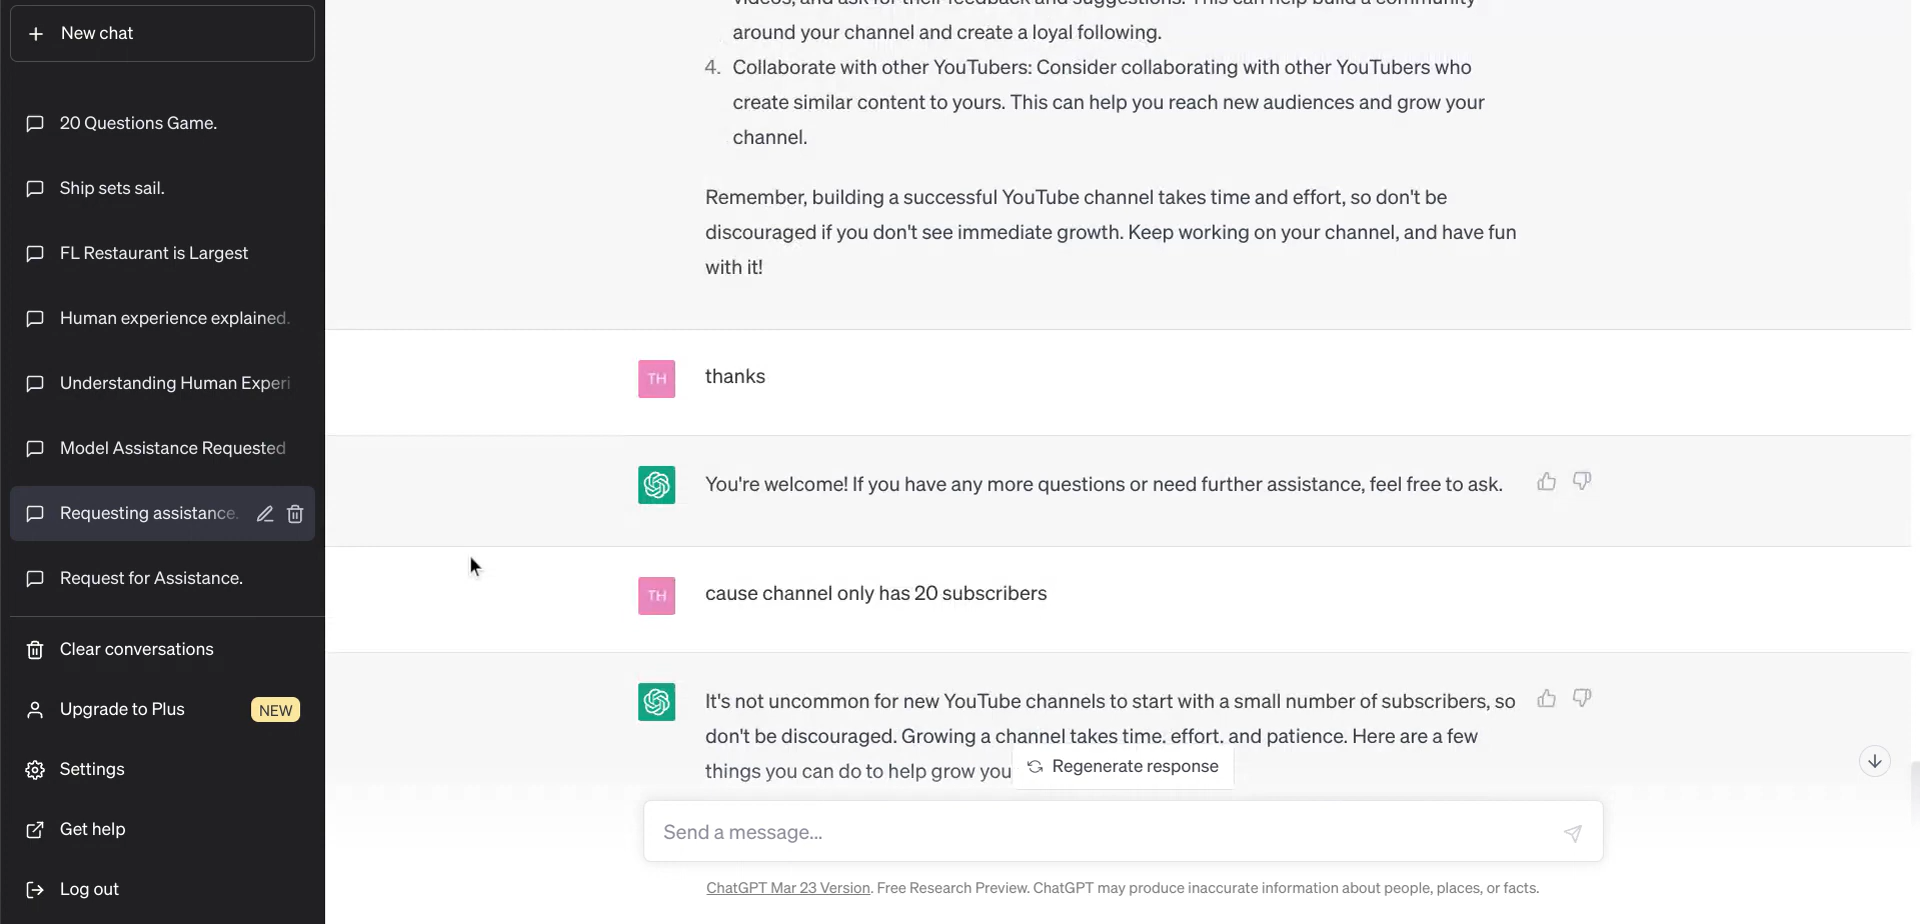 New chat
20 Questions Game.
Ship sets sail.
FL Restaurant is Largest
Human experience explained.
Understanding Human Experi
Model Assistance Requested
Requesting assistance.
Request for Assistance.
Clear conversations
Upgrade to Plus NEW
Settings
Get help
Log out
videos, and ask for their feedback and suggestions. This can help build a community
around your channel and create a loyal following.
4. Collaborate with other YouTubers: Consider collaborating with other YouTubers who
create similar content to yours. This can help you reach new audiences and grow your
channel.
Remember, building a successful YouTube channel takes time and effort, so don't be
discouraged if you don't see immediate growth. Keep working on your channel, and have fun
with it!
TH thanks
You're welcome! If you have any more questions or need further assistance, feel free to ask.
TH cause channel only has 20 subscribers
It's not uncommon for new YouTube channels to start with a small number of subscribers, so
don't be discouraged. Growing a channel takes time, effort, and patience. Here are a few
things you can do to help grow you
Regenerate response
Send a message...
ChatGPT Mar 23 Version. Free Research Preview. ChatGPT may produce inaccurate information about people, places, or facts.